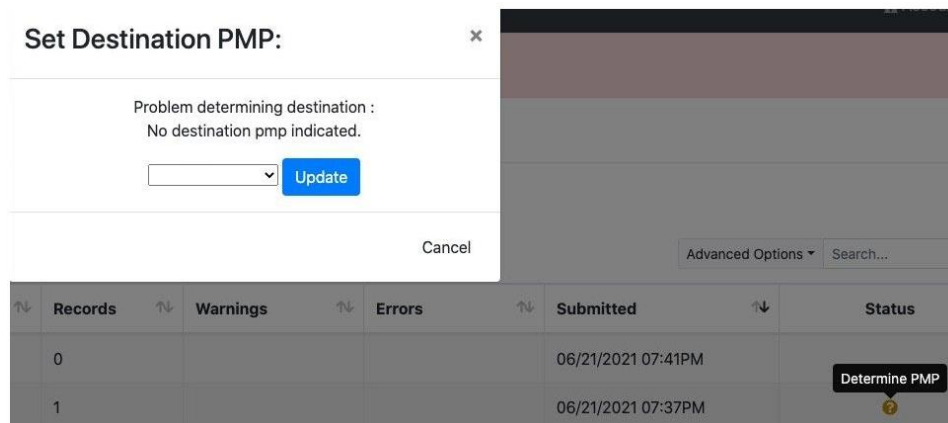 Set Destination PMP:
×
Problem determining destination :
No destination pmp indicated.
Update
Cancel
Advanced Options
Search...
Records
Warnings
Errors
Submitted
Status
0
06/21/2021 07:41PM
Determine PMP
1
06/21/2021 07:37PM
?